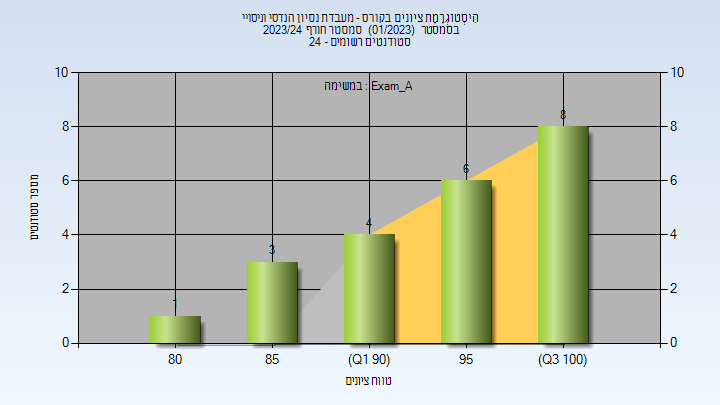 הִיסְטוֹגְרַמַת ציונים בקורס - מעבדת נסיון הנדסי וניסויי
בסמסטר (01/2023) סמסטר חורף 2023/24
סטודנטים רשומים - 24
במשימה : Exam_A
מספר סטודנטים
10
8
6
4
2
0
10
8
6
4
2
0
1
3
4
6
8
80
85
(Q1 90)
95
(Q3 100)
טווח ציונים